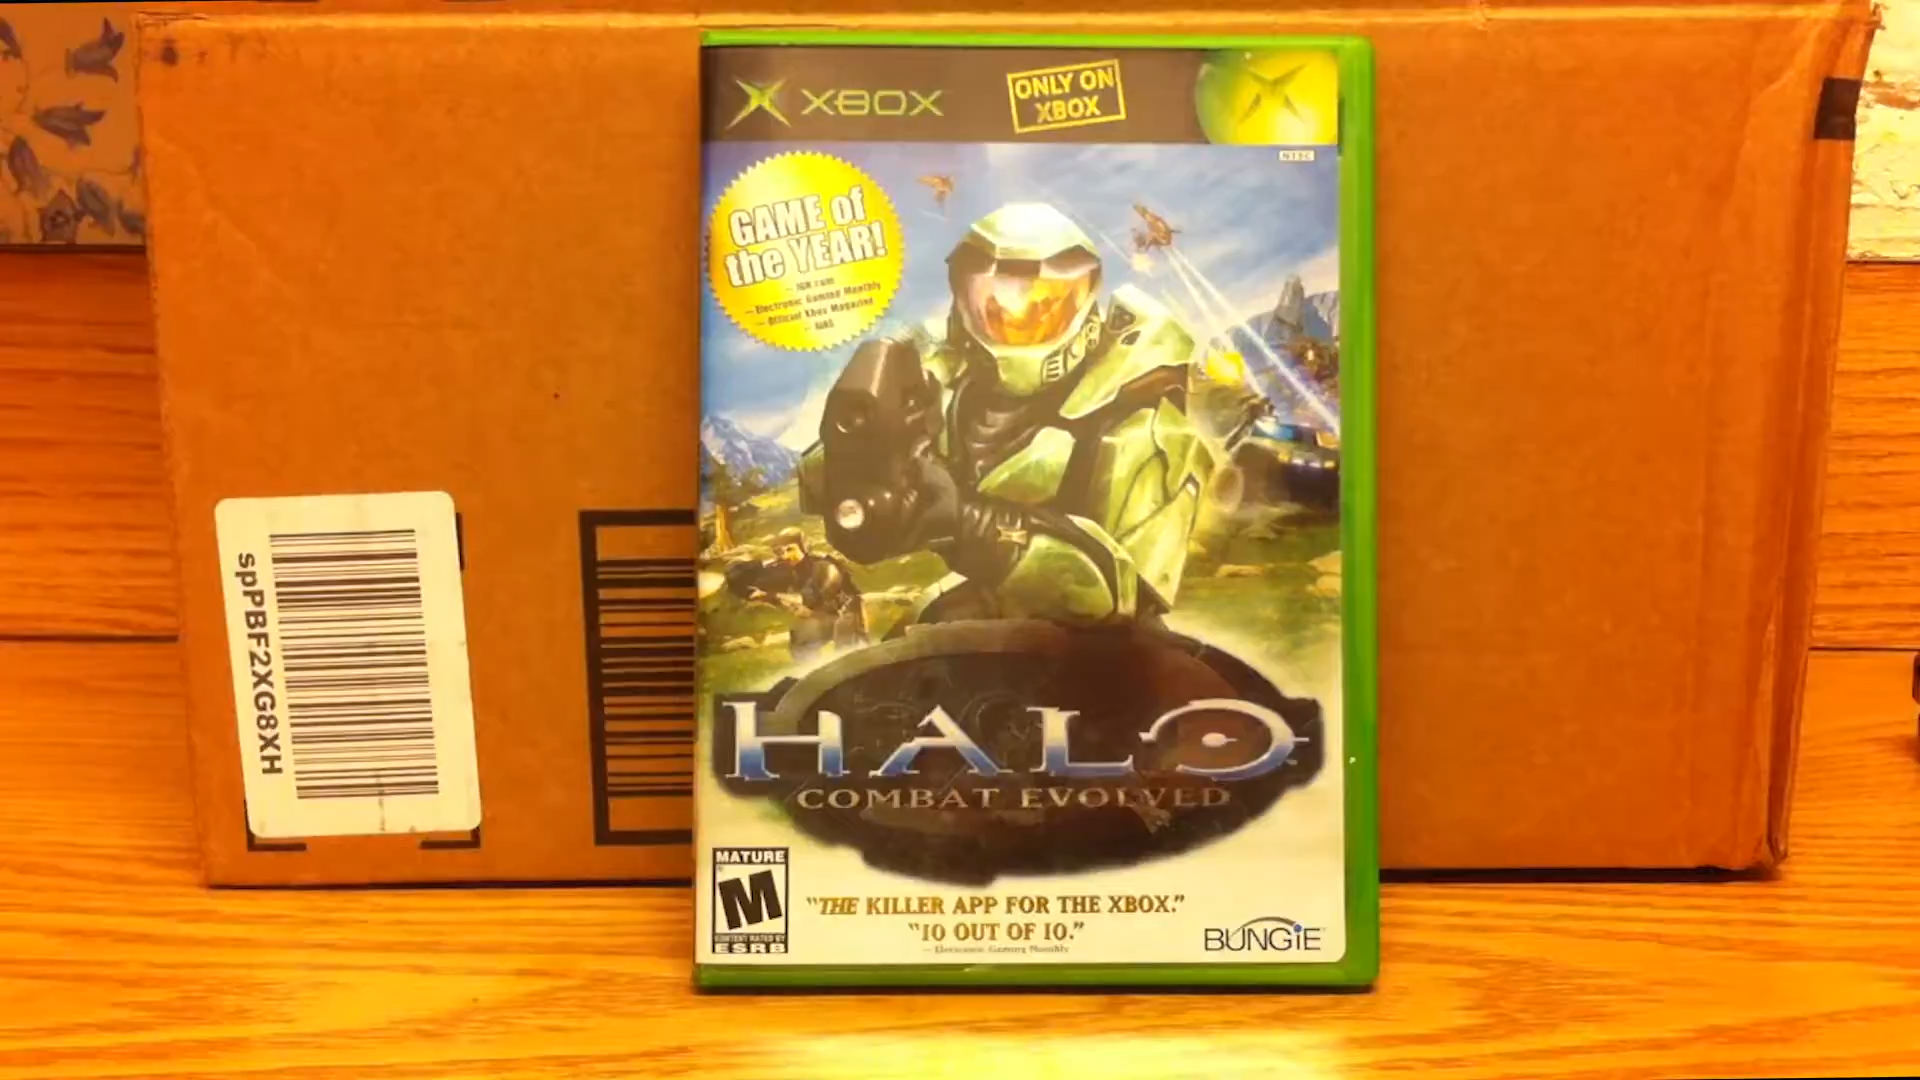 XBOX
ONLY ON
XBOX
NTSC
GAME of
the YEAR!
— IGN.com
— Electronic Gaming Monthly
— Official Xbox Magazine
— AIAS
spPBF2XG8XH
HALO
COMBAT EVOLVED
MATURE
M
CONTENT RATED BY
ESRB
"THE KILLER APP FOR THE XBOX."
"10 OUT OF 10."
— Electronic Gaming Monthly
BUNGiE